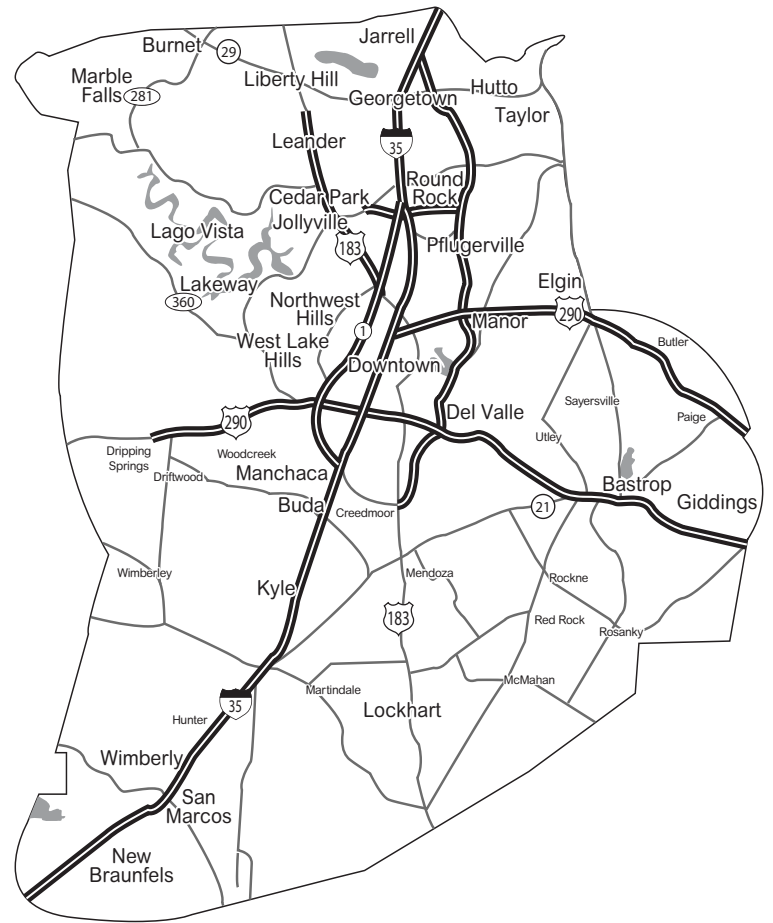 Jarrell
Burnet
29
Marble
Falls
281
Liberty Hill
Hutto
Georgetown
Taylor
Leander
35
Round
Rock
Cedar Park
Jollyville
Lago Vista
183
Pflugerville
Lakeway
360
Northwest
Hills
Elgin
290
1
Manor
West Lake
Hills
Butler
Downtown
Sayersville
290
Del Valle
Paige
Utley
Dripping
Springs
Woodcreek
Driftwood
Manchaca
Bastrop
Giddings
Buda
Creedmoor
21
Wimberley
Mendoza
Rockne
Kyle
183
Red Rock
Rosanky
Martindale
McMahan
35
Hunter
Lockhart
Wimberly
San
Marcos
New
Braunfels